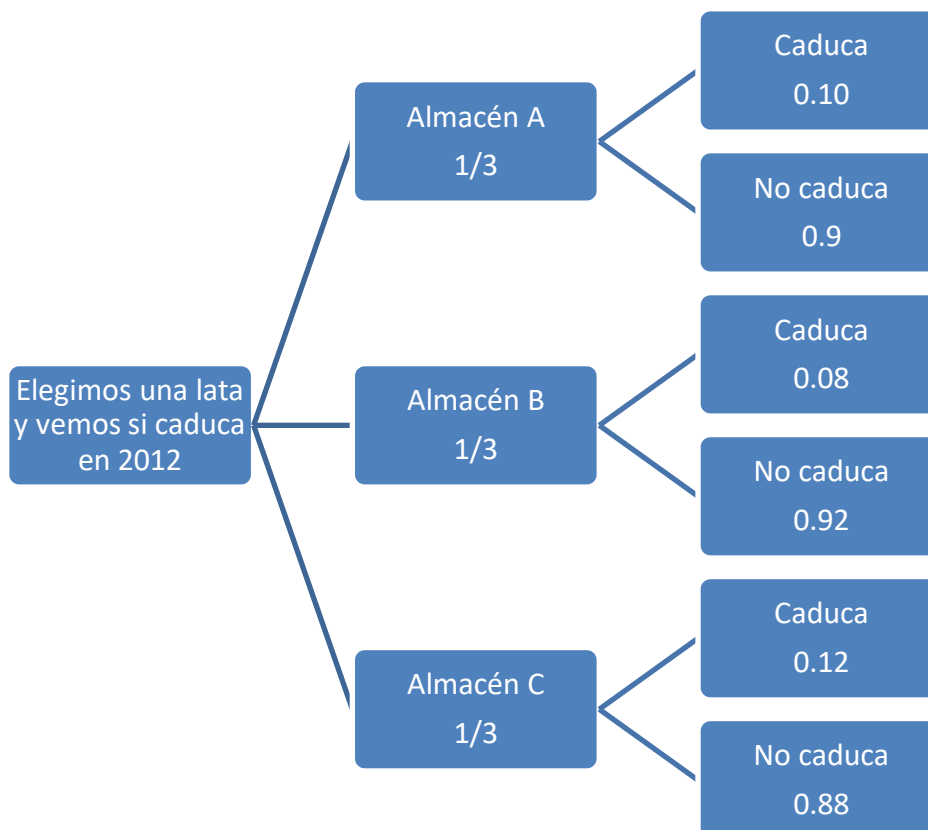 Elegimos una lata
y vemos si caduca
en 2012
Almacén A
1/3
Caduca
0.10
No caduca
0.9
Almacén B
1/3
Caduca
0.08
No caduca
0.92
Almacén C
1/3
Caduca
0.12
No caduca
0.88